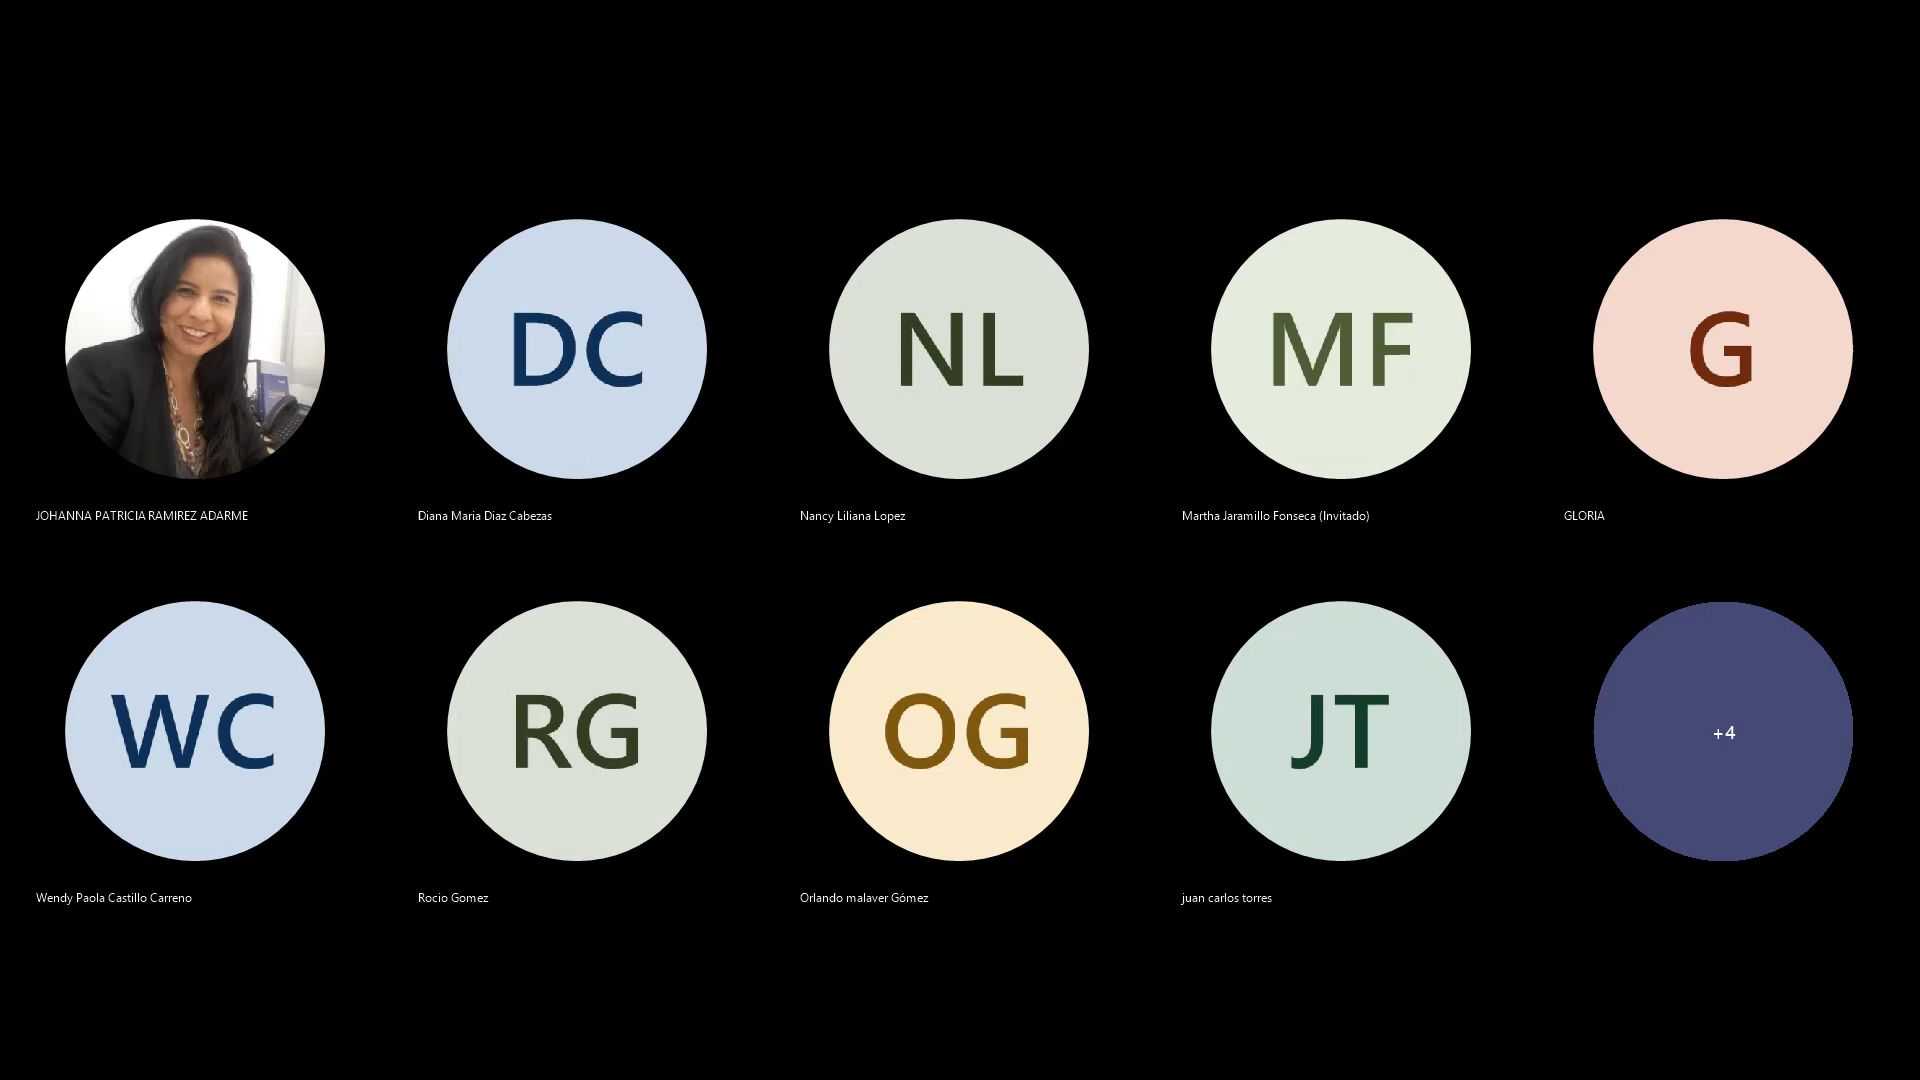 DC
NL
MF
G
JOHANNA PATRICIA RAMIREZ ADARME
Diana Maria Diaz Cabezas
Nancy Liliana Lopez
Martha Jaramillo Fonseca (Invitado)
GLORIA
WC
RG
OG
JT
+4
Wendy Paola Castillo Carreno
Rocio Gomez
Orlando malaver Gómez
juan carlos torres